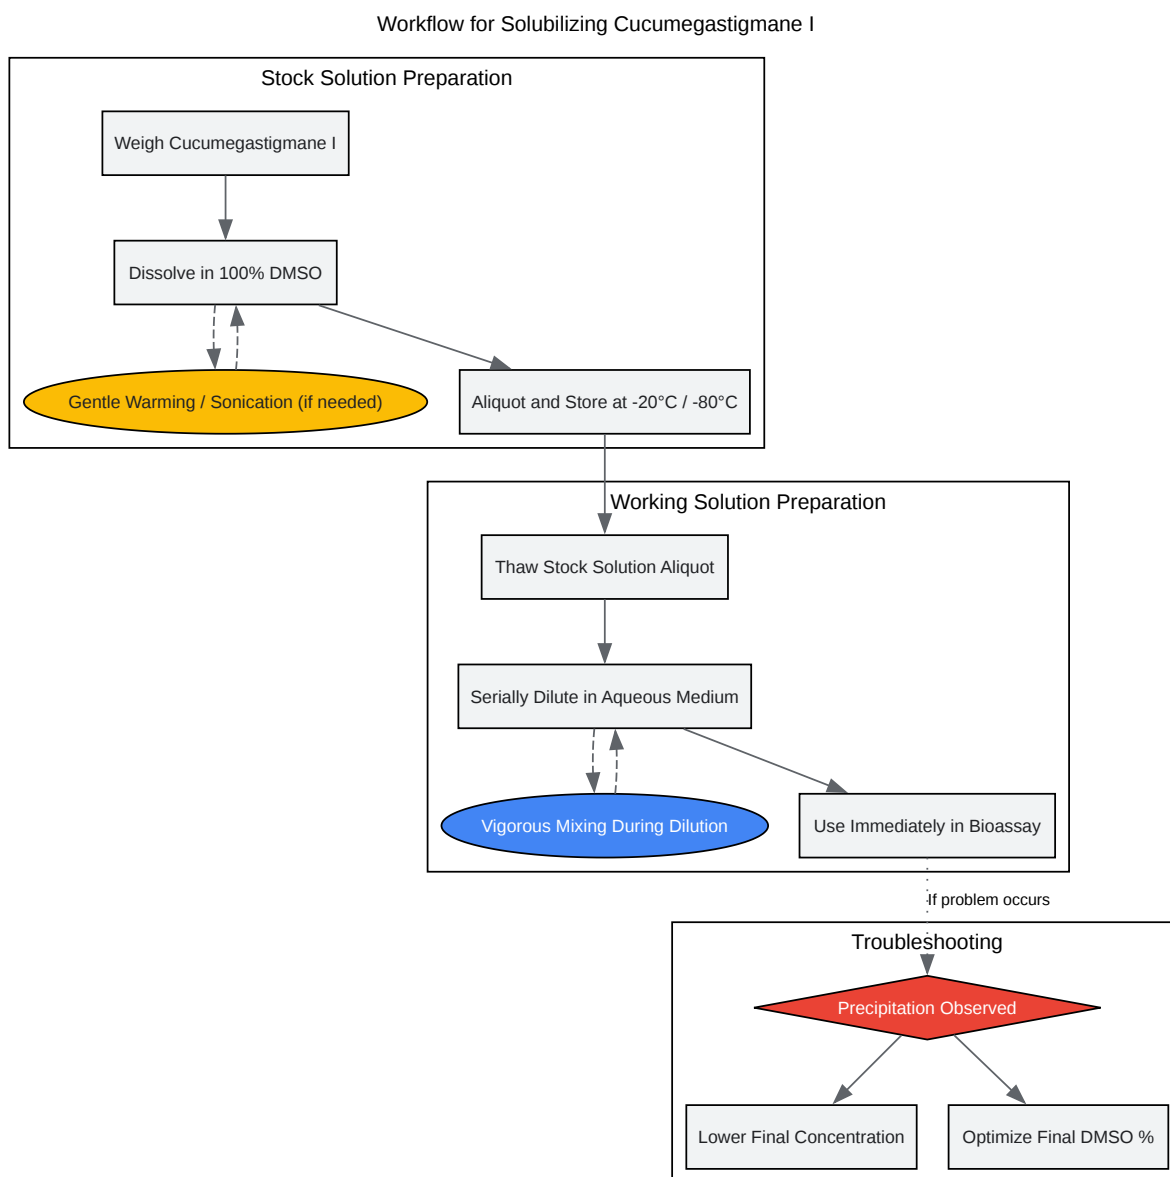 Workflow for Solubilizing Cucumegastigmane I
Stock Solution Preparation
Weigh Cucumegastigmane I
Dissolve in 100% DMSO
Gentle Warming / Sonication (if needed)
Aliquot and Store at -20°C / -80°C
Working Solution Preparation
Thaw Stock Solution Aliquot
Serially Dilute in Aqueous Medium
Vigorous Mixing During Dilution
Use Immediately in Bioassay
If problem occurs
Troubleshooting
Precipitation Observed
Lower Final Concentration
Optimize Final DMSO %